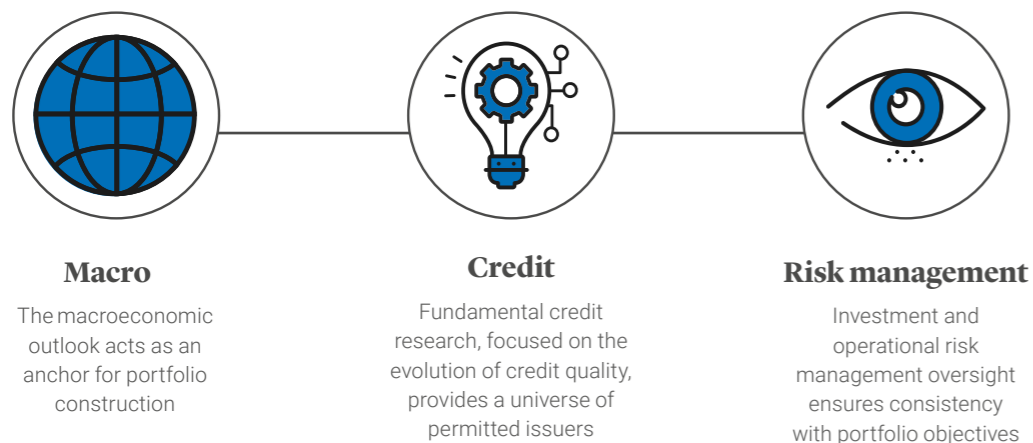 Macro
The macroeconomic
outlook acts as an
anchor for portfolio
construction
Credit
Fundamental credit
research, focused on the
evolution of credit quality,
provides a universe of
permitted issuers
Risk management
Investment and
operational risk
management oversight
ensures consistency
with portfolio objectives